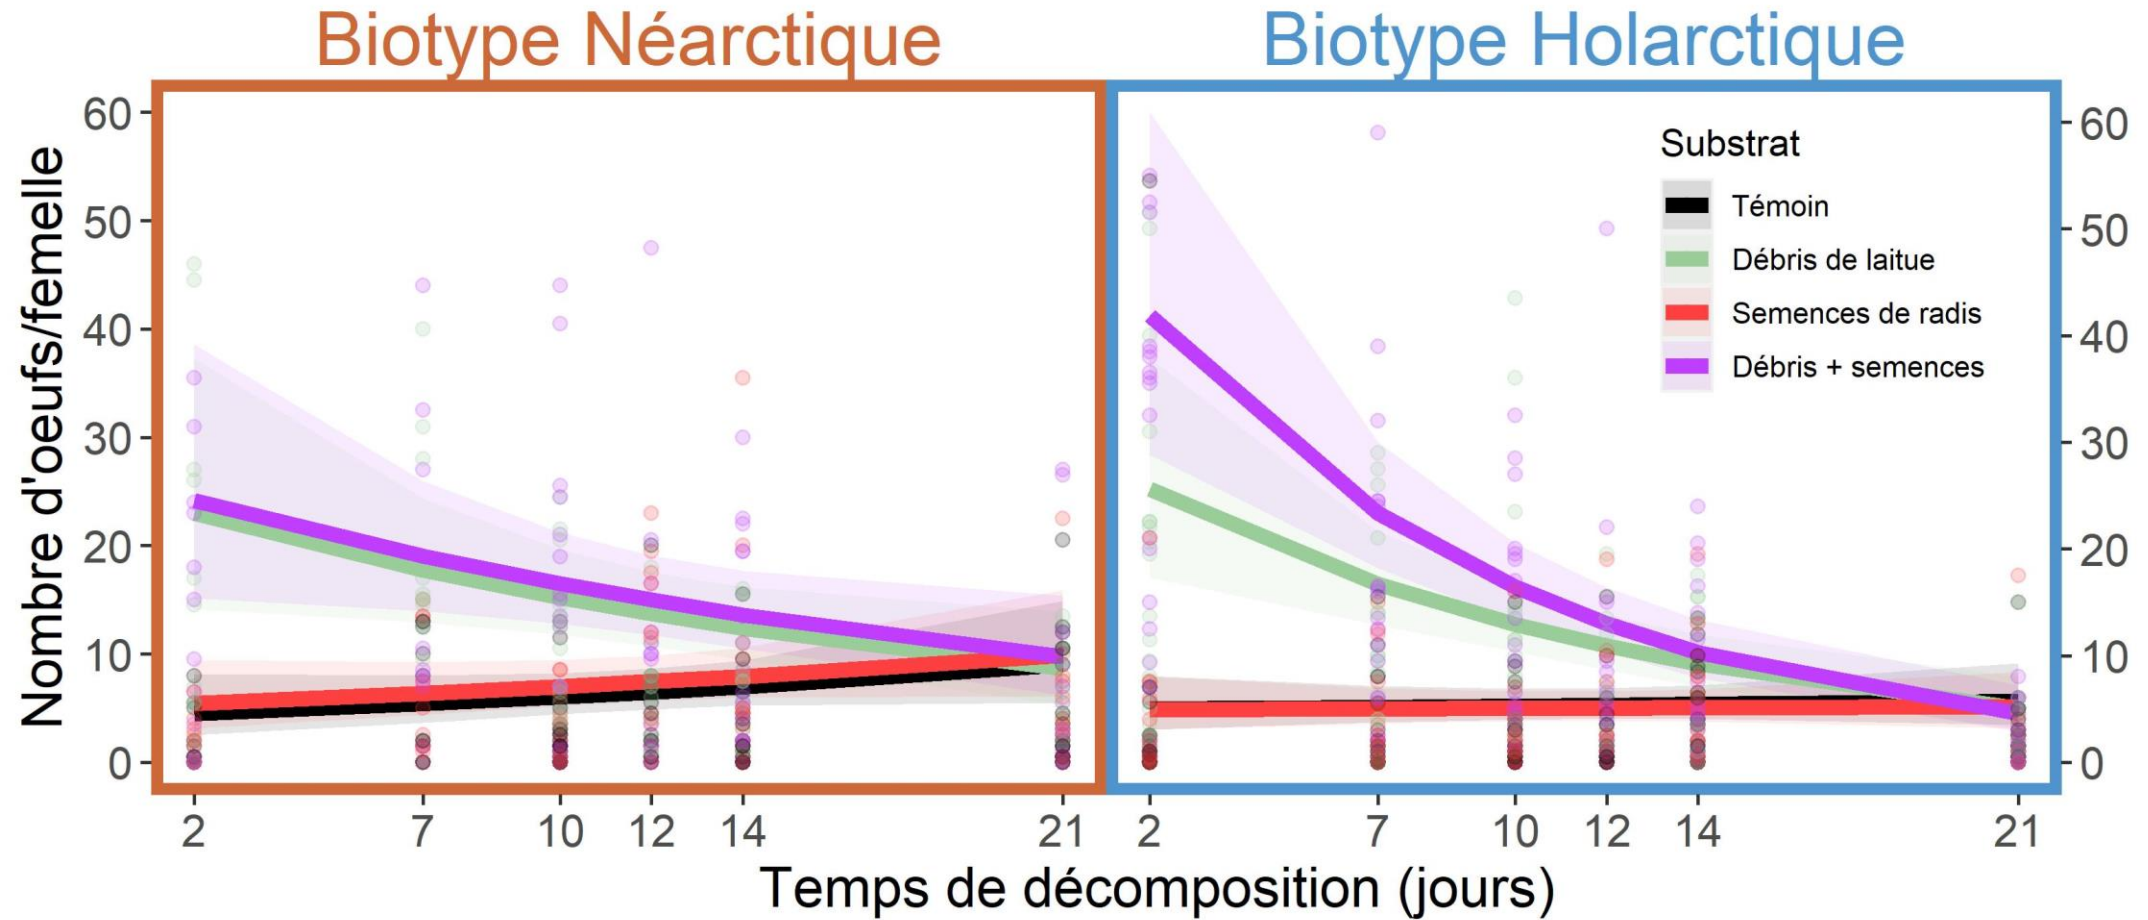 Biotype Néarctique
Biotype Holarctique
Nombre d'oeufs/femelle
60
50
40
30
20
10
0
60
50
40
30
20
10
0
Substrat
Témoin
Débris de laitue
Semences de radis
Débris + semences
2 7 10 12 14 21
2 7 10 12 14 21
Temps de décomposition (jours)